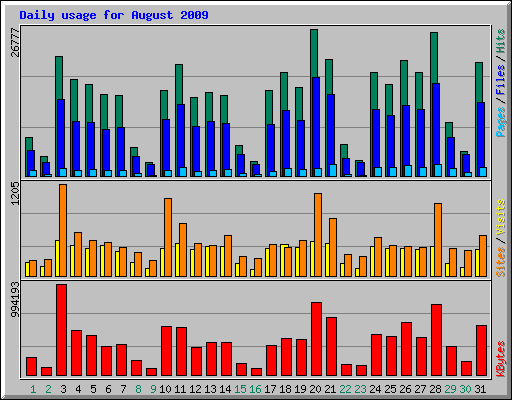 Daily usage for August 2009
26777
Pages / Files / Hits
1205
Sites / Visits
994193
KBytes
1 2 3 4 5 6 7 8 9 10 11 12 13 14 15 16 17 18 19 20 21 22 23 24 25 26 27 28 29 30 31